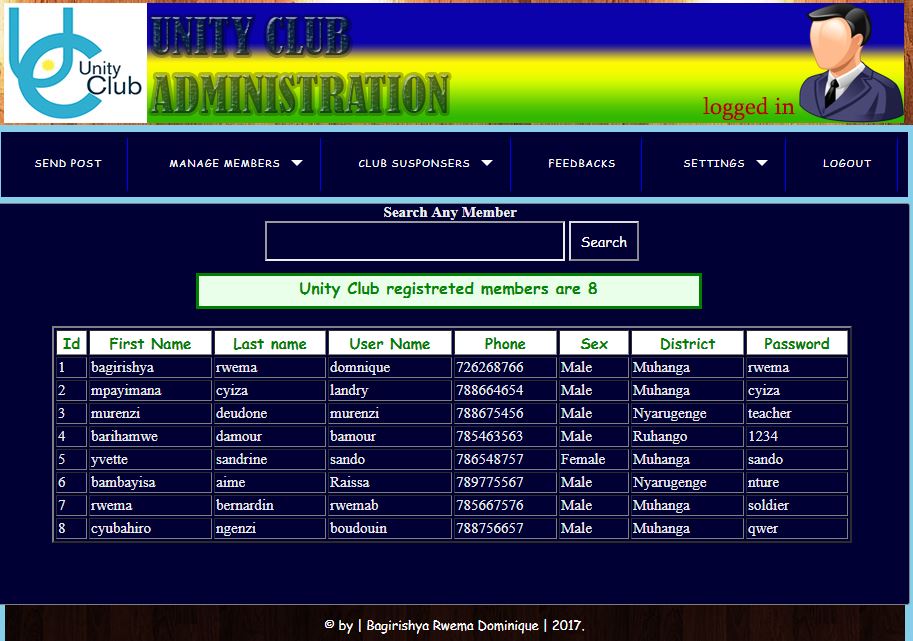 Unity
Club
UNITY CLUB
ADMINISTRATION
logged in
SEND POST MANAGE MEMBERS CLUB SUSPONSERS FEEDBACKS SETTINGS LOGOUT
Search Any Member
Search
Unity Club registreted members are 8
Id First Name Last name User Name Phone Sex District Password
1 bagirishya rwema domnique 726268766 Male Muhanga rwema
2 mpayimana cyiza landry 788664654 Male Muhanga cyiza
3 murenzi deudone murenzi 788675456 Male Nyarugenge teacher
4 barihamwe damour bamour 785463563 Male Ruhango 1234
5 yvette sandrine sando 786548757 Female Muhanga sando
6 bambayisa aime Raissa 789775567 Male Nyarugenge nture
7 rwema bernardin rwemab 785667576 Male Muhanga soldier
8 cyubahiro ngenzi boudouin 788756657 Male Muhanga qwer
© by | Bagirishya Rwema Dominique | 2017.